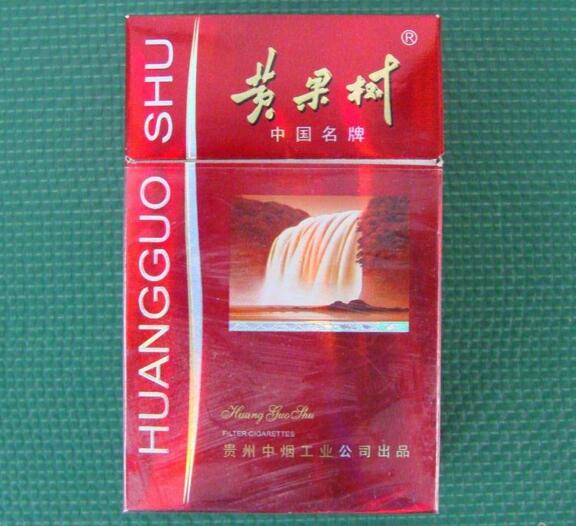 HUANGGUO SHU
黄果树®
中国名牌
Huang Guo Shu
FILTER CIGARETTES
贵州中烟工业公司出品